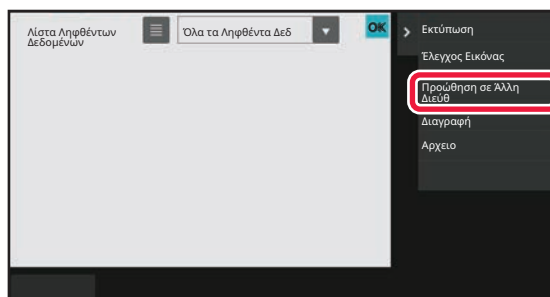 Λίστα Ληφθέντων
Δεδομένων
Όλα τα Ληφθέντα Δεδ
OK
Εκτύπωση
Έλεγχος Εικόνας
Προώθηση σε Άλλη
Διεύθ
Διαγραφή
Αρχειο